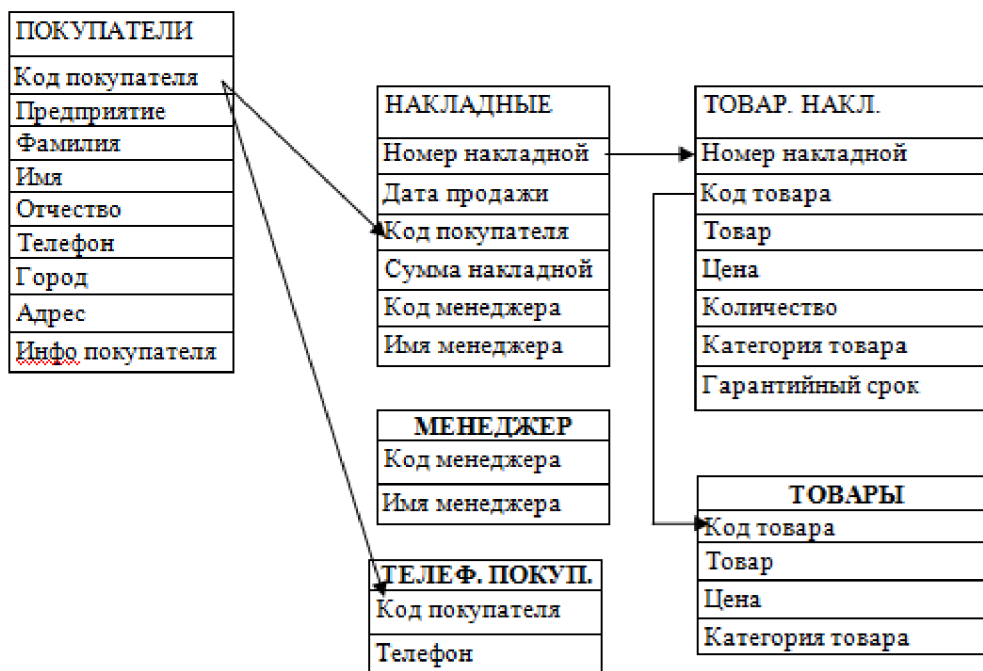 ПОКУПАТЕЛИ
Код покупателя
Предприятие
Фамилия
Имя
Отчество
Телефон
Город
Адрес
Инфо покупателя
НАКЛАДНЫЕ
Номер накладной
Дата продажи
Код покупателя
Сумма накладной
Код менеджера
Имя менеджера
ТОВАР. НАКЛ.
Номер накладной
Код товара
Товар
Цена
Количество
Категория товара
Гарантийный срок
МЕНЕДЖЕР
Код менеджера
Имя менеджера
ТЕЛЕФ. ПОКУП.
Код покупателя
Телефон
ТОВАРЫ
Код товара
Товар
Цена
Категория товара